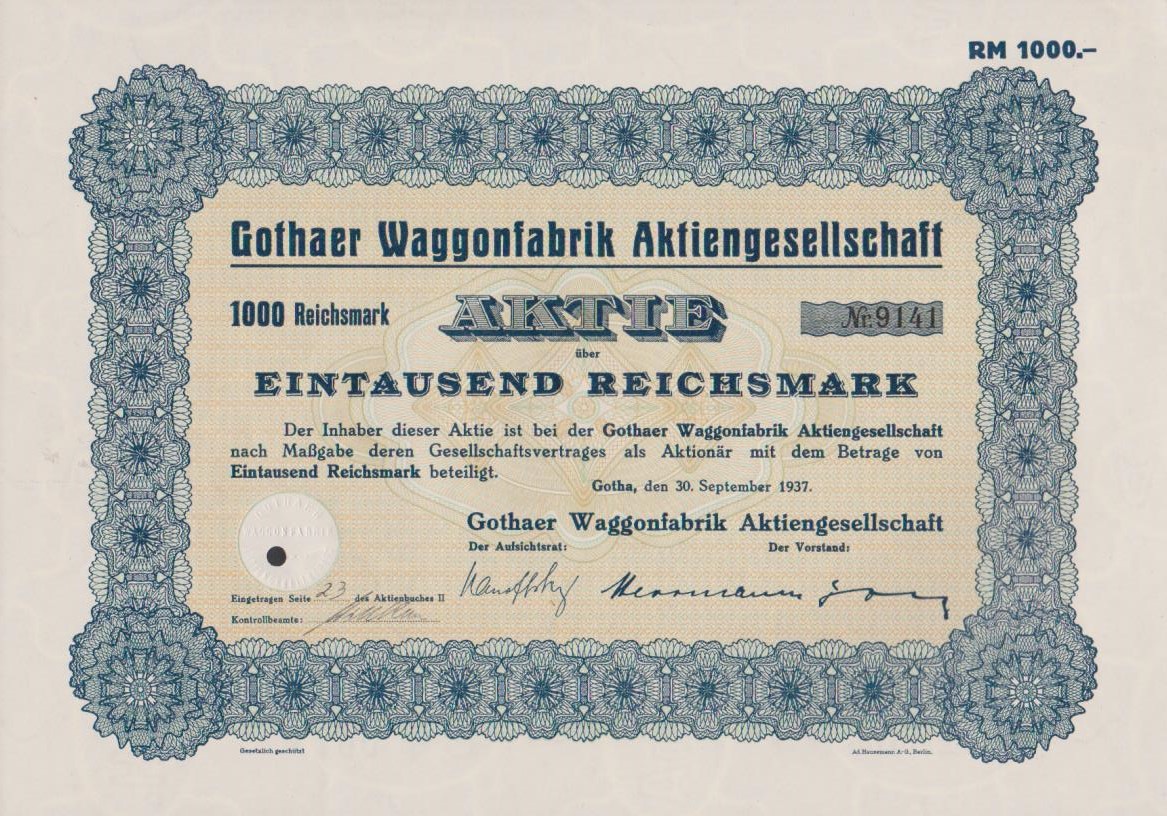 RM 1000.–
Gothaer Waggonfabrik Aktiengesellschaft
1000 Reichsmark
AKTIE
Nr. 9141
über
EINTAUSEND REICHSMARK
Der Inhaber dieser Aktie ist bei der Gothaer Waggonfabrik Aktiengesellschaft
nach Maßgabe deren Gesellschaftsvertrages als Aktionär mit dem Betrage von
Eintausend Reichsmark beteiligt.
Gotha, den 30. September 1937.
Gothaer Waggonfabrik Aktiengesellschaft
Der Aufsichtsrat:
Der Vorstand:
WAGGONFABRIK
Eingetragen Seite 23 des Aktienbuches II
Kontrollbeamte:
Gesetzlich geschützt
Ad. Hannemann A.-G., Berlin.